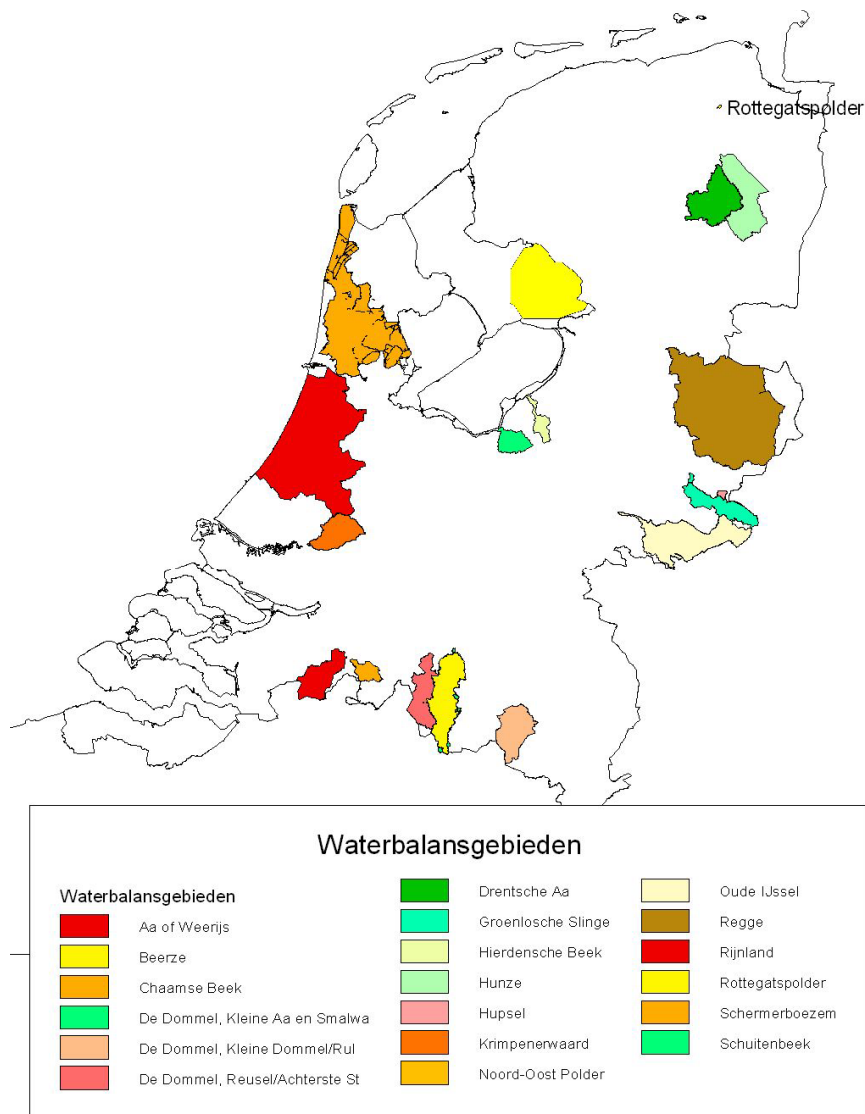 Rottegatspolder
Waterbalansgebieden
Waterbalansgebieden
Aa of Weerijs
Beerze
Chaamse Beek
De Dommel, Kleine Aa en Smalwa
De Dommel, Kleine Dommel/Rul
De Dommel, Reusel/Achterste St
Drentsche Aa
Groenlosche Slinge
Hierdensche Beek
Hunze
Hupsel
Krimpenerwaard
Noord-Oost Polder
Oude IJssel
Regge
Rijnland
Rottegatspolder
Schermerboezem
Schuitenbeek